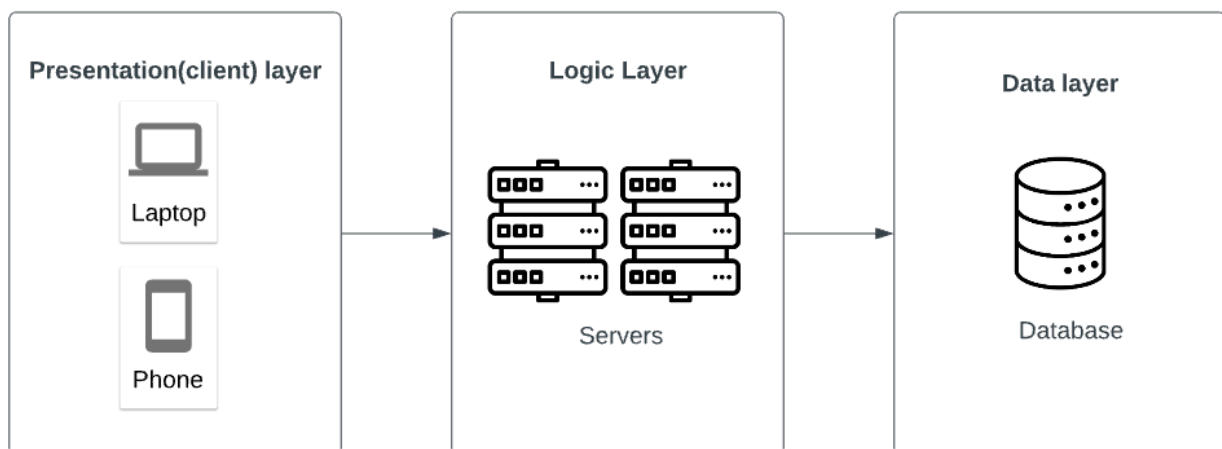 Presentation(client) layer
Laptop
Phone
Logic Layer
Servers
Data layer
Database